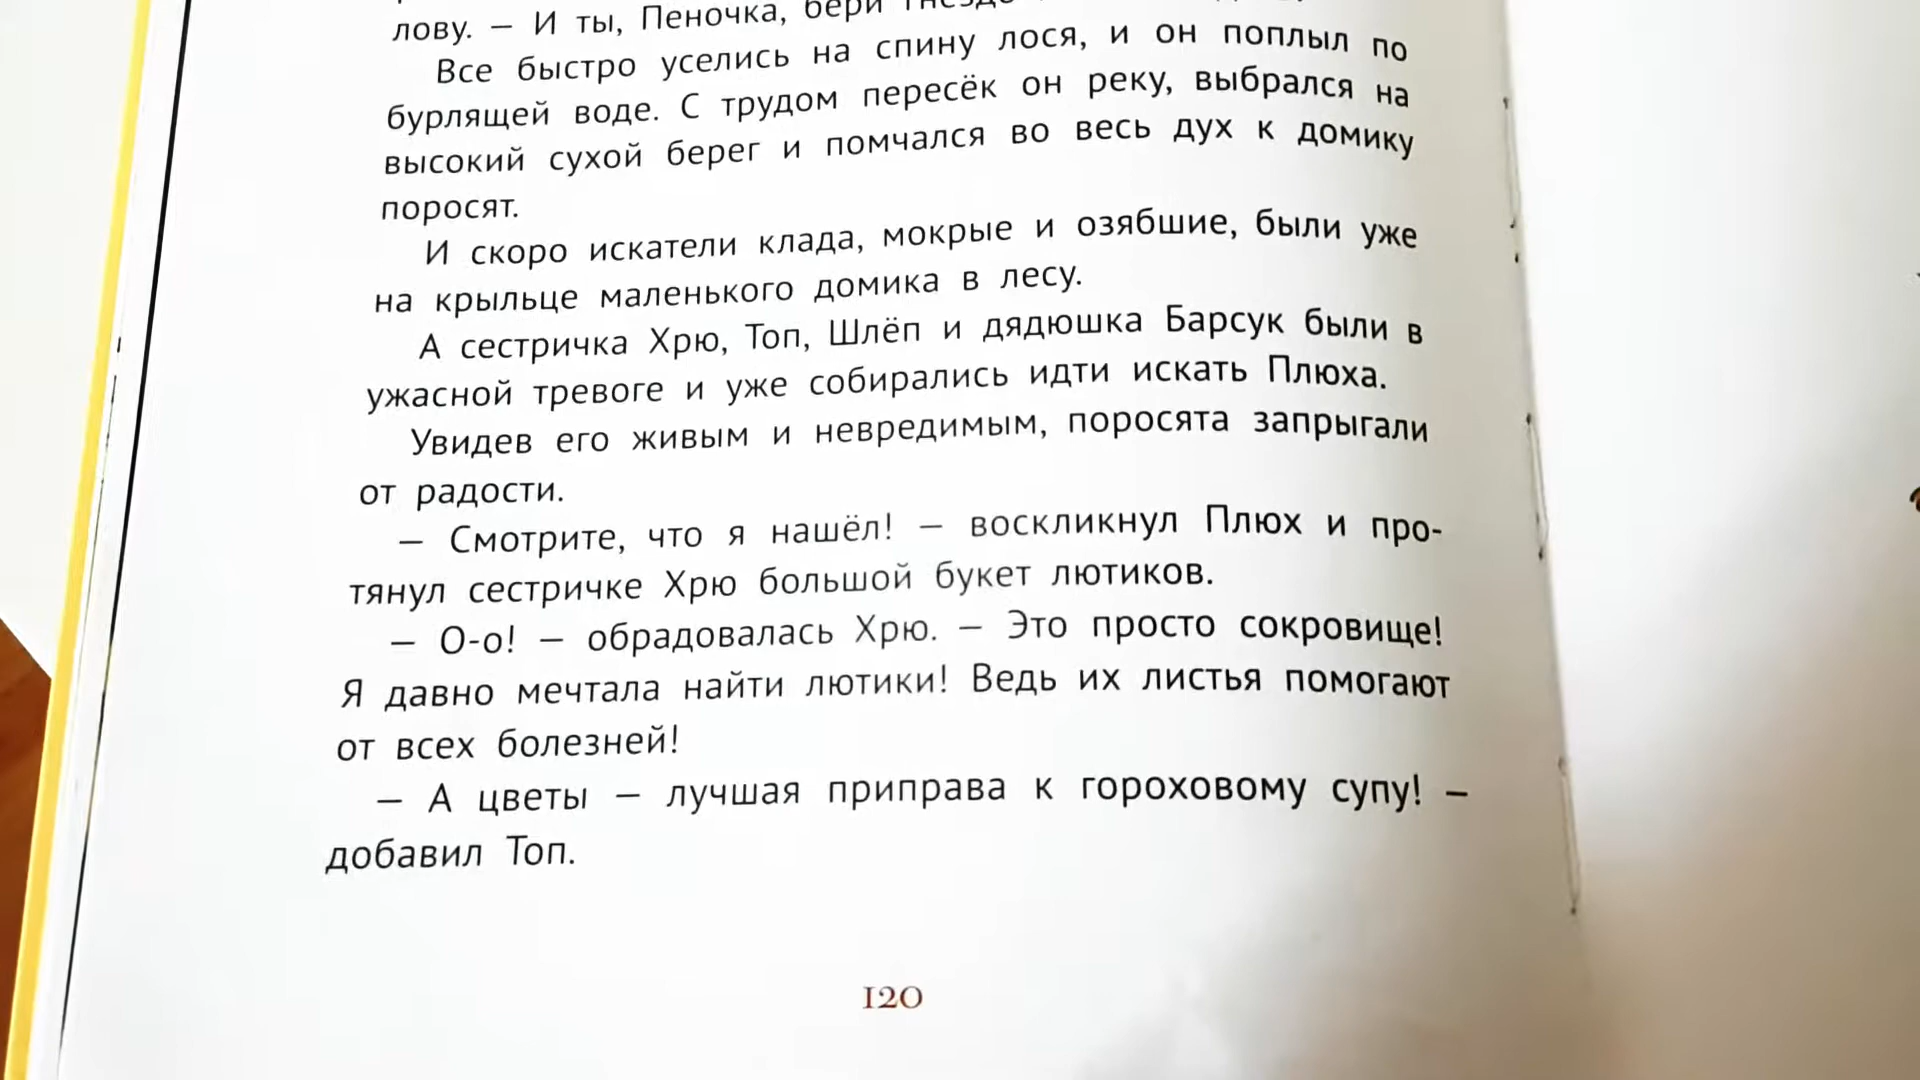 лову. – И ты, Пеночка, бери
Все быстро уселись на спину лося, и он поплыл по
бурлящей воде. С трудом пересёк он реку, выбрался на
высокий сухой берег и помчался во весь дух к домику
поросят.
И скоро искатели клада, мокрые и озябшие, были уже
на крыльце маленького домика в лесу.
А сестричка Хрю, Топ, Шлёп и дядюшка Барсук были в
ужасной тревоге и уже собирались идти искать Плюха.
Увидев его живым и невредимым, поросята запрыгали
от радости.
– Смотрите, что я нашёл! – воскликнул Плюх и про-
тянул сестричке Хрю большой букет лютиков.
– О-о! – обрадовалась Хрю. – Это просто сокровище!
Я давно мечтала найти лютики! Ведь их листья помогают
от всех болезней!
– А цветы – лучшая приправа к гороховому супу! –
добавил Топ.
120